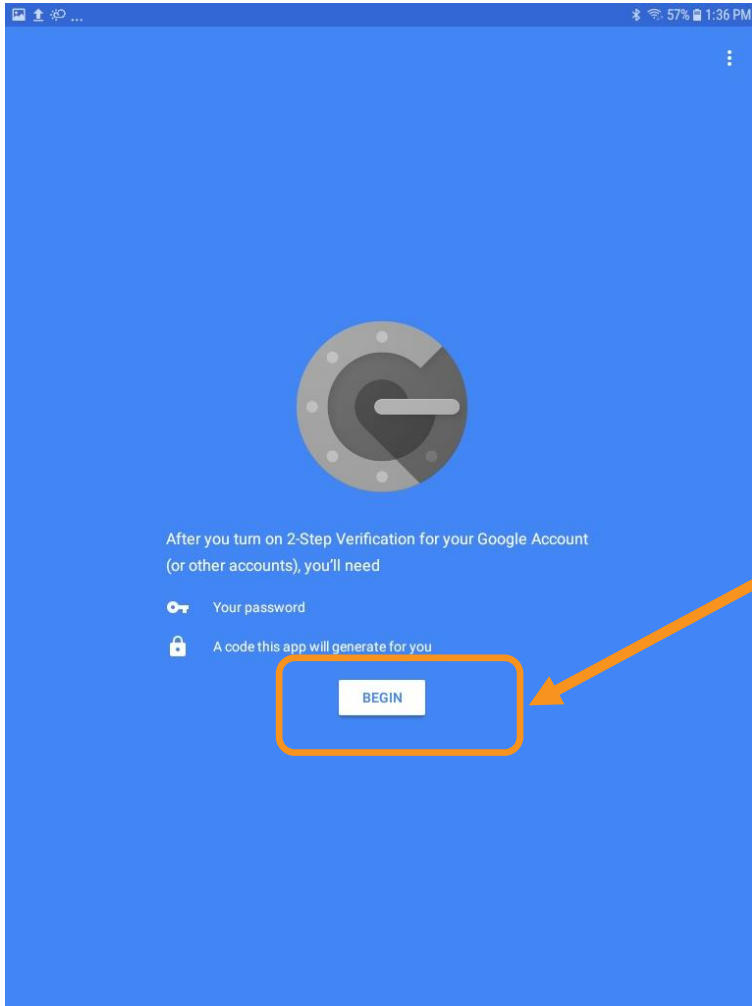 ... 57% 1:36 PM
After you turn on 2-Step Verification for your Google Account
(or other accounts), you'll need
Your password
A code this app will generate for you
BEGIN